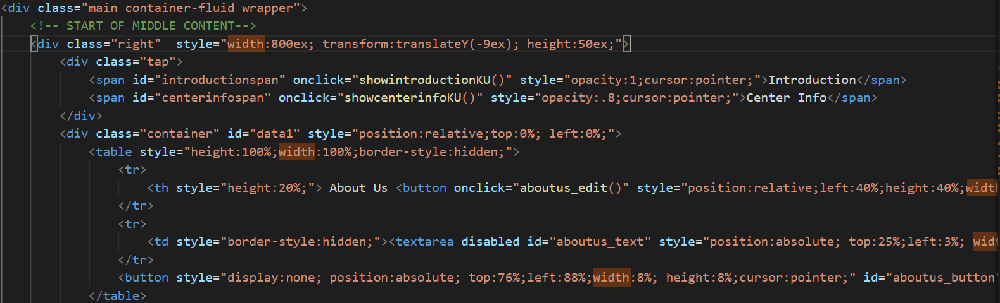 <div class="main container-fluid wrapper">
<!-- START OF MIDDLE CONTENT-->
<div class="right"  style="width:800ex; transform:translateY(-9ex); height:50ex;">
<div class="tap">
<span id="introductionspan" onclick="showintroductionKU()" style="opacity:1;cursor:pointer;">Introduction</span>
<span id="centerinfospan" onclick="showcenterinfoKU()" style="opacity:.8;cursor:pointer;">Center Info</span>
</div>
<div class="container" id="data1" style="position:relative;top:0%; left:0%;">
<table style="height:100%;width:100%;border-style:hidden;">
<tr>
<th style="height:20%;"> About Us <button onclick="aboutus_edit()" style="position:relative;left:40%;height:40%;width
</tr>
<tr>
<td style="border-style:hidden;"><textarea disabled id="aboutus_text" style="position:absolute; top:25%;left:3%; widt
</tr>
<button style="display:none; position:absolute; top:76%;left:88%;width:8%; height:8%;cursor:pointer;" id="aboutus_button"
</table>